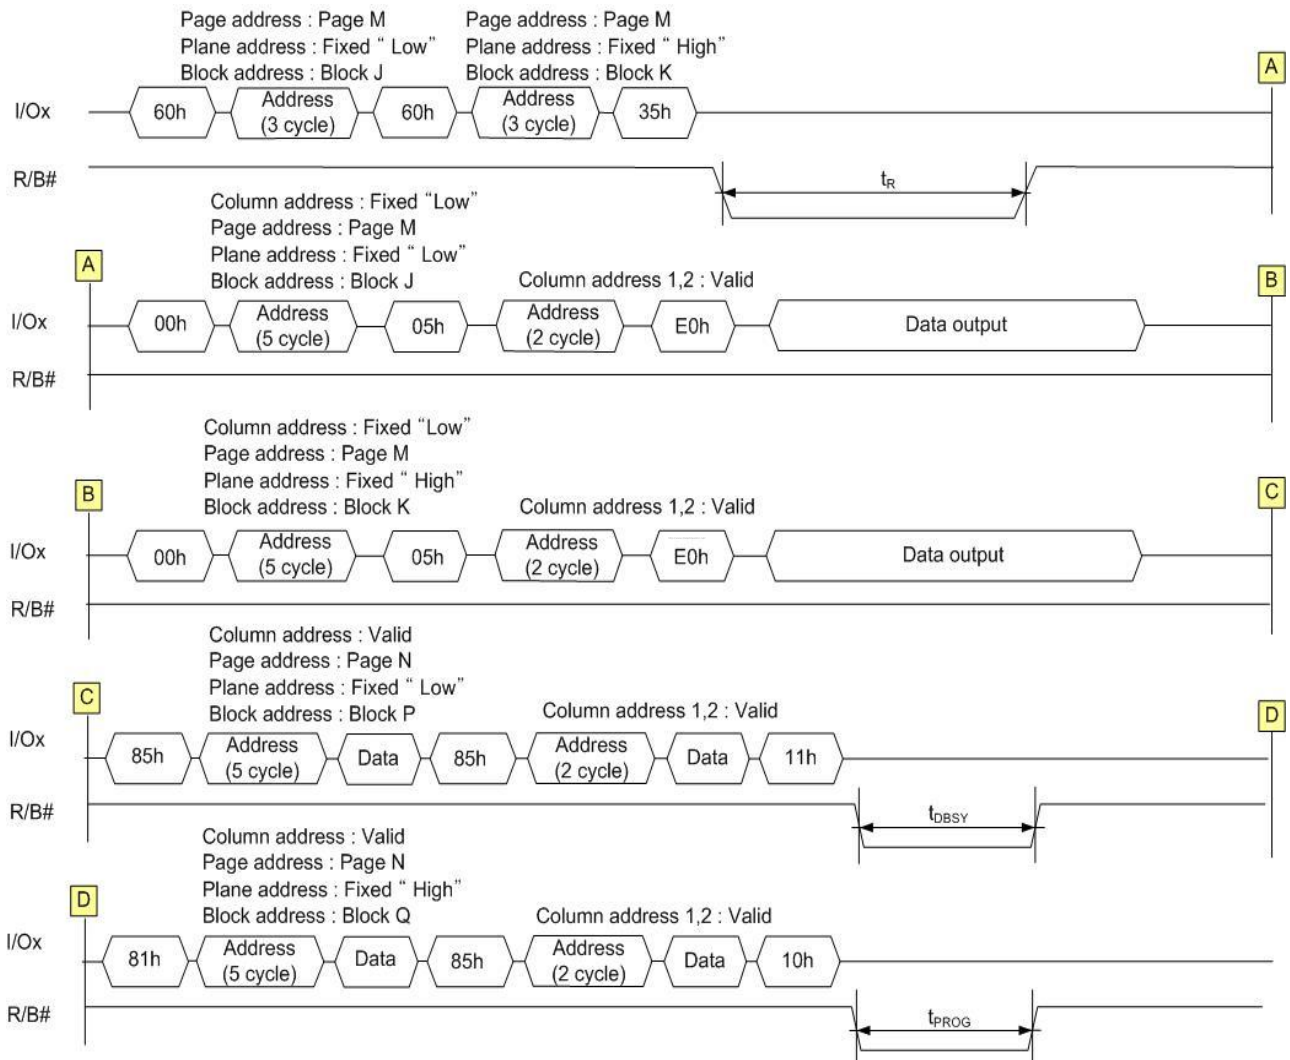 Page address : Page M
Plane address : Fixed “ Low”
Block address : Block J
Page address : Page M
Plane address : Fixed “ High”
Block address : Block K
A
I/Ox
60h
Address
(3 cycle)
60h
Address
(3 cycle)
35h
R/B#
tR
Column address : Fixed “Low”
Page address : Page M
Plane address : Fixed “ Low”
Block address : Block J
Column address 1,2 : Valid
A
B
I/Ox
00h
Address
(5 cycle)
05h
Address
(2 cycle)
E0h
Data output
R/B#
Column address : Fixed “Low”
Page address : Page M
Plane address : Fixed “ High”
Block address : Block K
Column address 1,2 : Valid
B
C
I/Ox
00h
Address
(5 cycle)
05h
Address
(2 cycle)
E0h
Data output
R/B#
Column address : Valid
Page address : Page N
Plane address : Fixed “ Low”
Block address : Block P
Column address 1,2 : Valid
C
D
I/Ox
85h
Address
(5 cycle)
Data
85h
Address
(2 cycle)
Data
11h
R/B#
tDBSY
Column address : Valid
Page address : Page N
Plane address : Fixed “ High”
Block address : Block Q
Column address 1,2 : Valid
D
I/Ox
81h
Address
(5 cycle)
Data
85h
Address
(2 cycle)
Data
10h
R/B#
tPROG